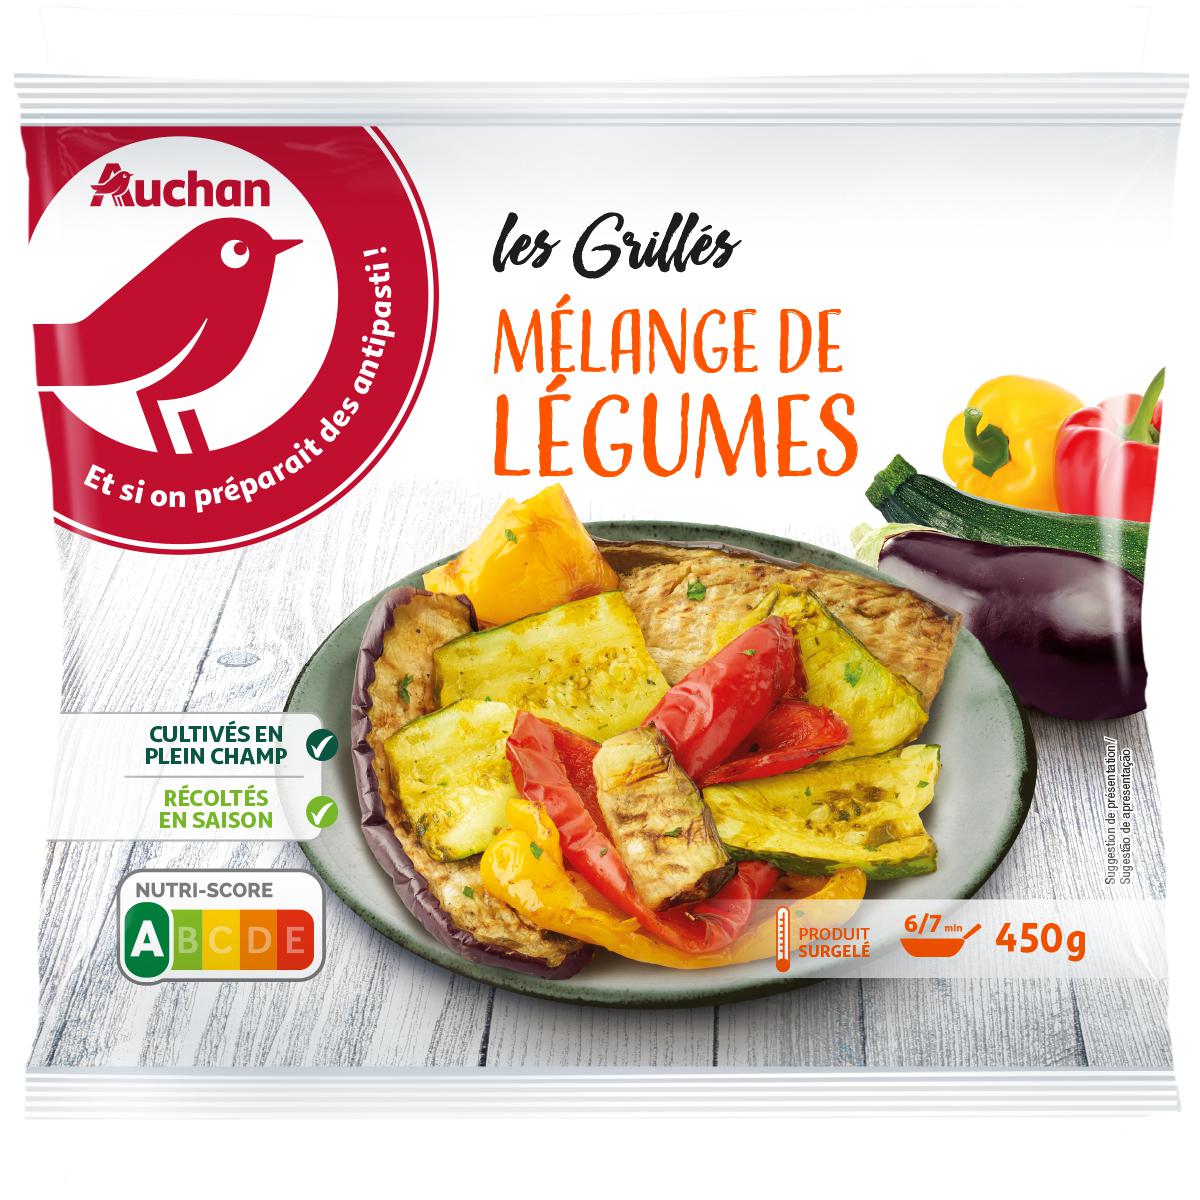 Auchan
Et si on préparait des antipasti !
les Grillés
MÉLANGE DE
LÉGUMES
CULTIVÉS EN
PLEIN CHAMP
RÉCOLTÉS
EN SAISON
NUTRI-SCORE
A B C D E
PRODUIT
SURGELÉ
6/7 min
450g
Suggestion de présentation/
Sugestão de apresentação